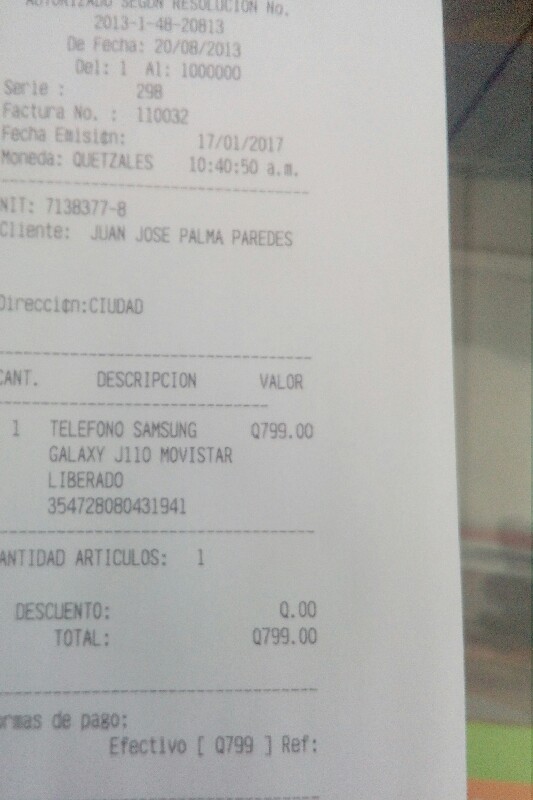 AUTORIZADO SEGUN RESOLUCION No.
2013-1-48-20813
De Fecha: 20/08/2013
Del: 1 Al: 1000000
Serie : 298
Factura No. : 110032
Fecha Emisi¢n: 17/01/2017
Moneda: QUETZALES 10:40:50 a.m.
NIT: 7138377-8
Cliente: JUAN JOSE PALMA PAREDES
Direcci¢n:CIUDAD
CANT. DESCRIPCION VALOR
1 TELEFONO SAMSUNG Q799.00
GALAXY J110 MOVISTAR
LIBERADO
354728080431941
ANTIDAD ARTICULOS: 1
DESCUENTO: Q.00
TOTAL: Q799.00
ormas de pago:
Efectivo [ Q799 ] Ref: